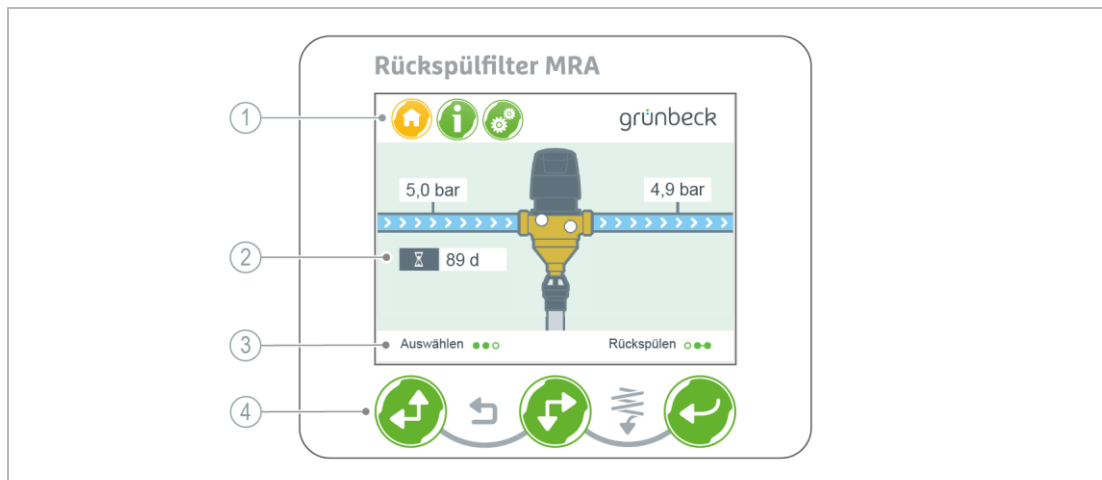 Rückspülfilter MRA
1
grünbeck
5,0 bar
4,9 bar
2
89 d
3
Auswählen
Rückspülen
4